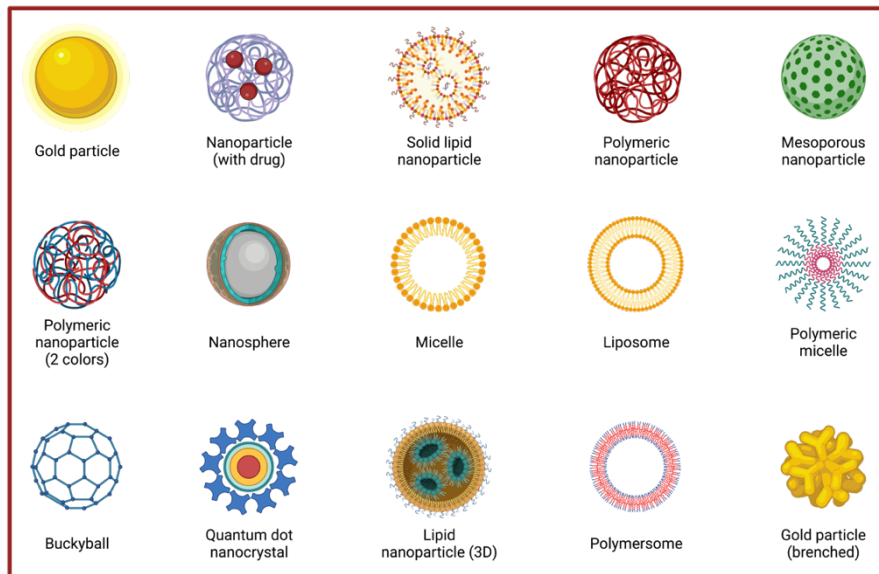 Gold particle
Nanoparticle
(with drug)
Solid lipid
nanoparticle
Polymeric
nanoparticle
Mesoporous
nanoparticle
Polymeric
nanoparticle
(2 colors)
Nanosphere
Micelle
Liposome
Polymeric
micelle
Buckyball
Quantum dot
nanocrystal
Lipid
nanoparticle (3D)
Polymersome
Gold particle
(brenched)